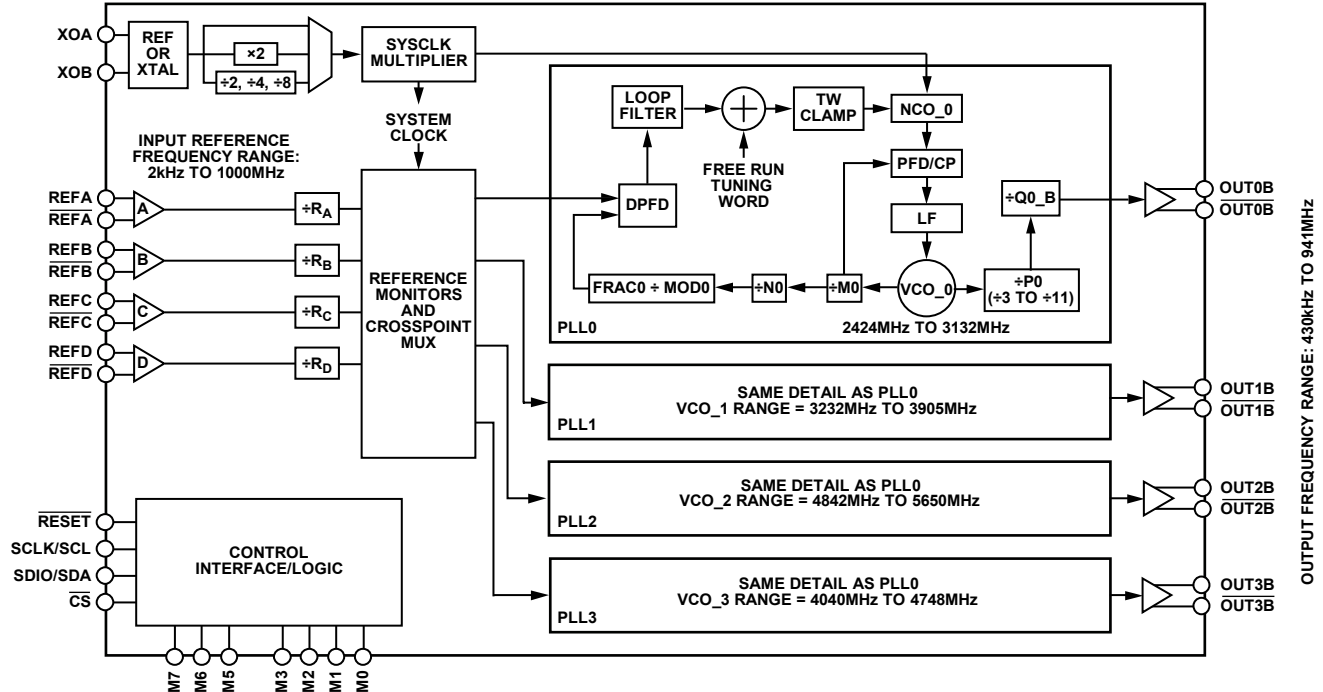 XOA
XOB
REF
OR
XTAL
×2
÷2, ÷4, ÷8
SYSCLK
MULTIPLIER
SYSTEM
CLOCK
INPUT REFERENCE
FREQUENCY RANGE:
2kHz TO 1000MHz
REFA
REFA
A
÷RA
REFB
REFB
B
÷RB
REFC
REFC
C
÷RC
REFD
REFD
D
÷RD
REFERENCE
MONITORS
AND
CROSSPOINT
MUX
LOOP
FILTER
FREE RUN
TUNING
WORD
TW
CLAMP
NCO_0
PFD/CP
LF
DPFD
FRAC0 ÷ MOD0
÷N0
÷M0
VCO_0
÷P0
(÷3 TO ÷11)
÷Q0_B
2424MHz TO 3132MHz
PLL0
OUT0B
OUT0B
SAME DETAIL AS PLL0
VCO_1 RANGE = 3232MHz TO 3905MHz
PLL1
OUT1B
OUT1B
SAME DETAIL AS PLL0
VCO_2 RANGE = 4842MHz TO 5650MHz
PLL2
OUT2B
OUT2B
SAME DETAIL AS PLL0
VCO_3 RANGE = 4040MHz TO 4748MHz
PLL3
OUT3B
OUT3B
OUTPUT FREQUENCY RANGE: 430kHz TO 941MHz
RESET
SCLK/SCL
SDIO/SDA
CS
CONTROL
INTERFACE/LOGIC
M7
M6
M5
M3
M2
M1
M0